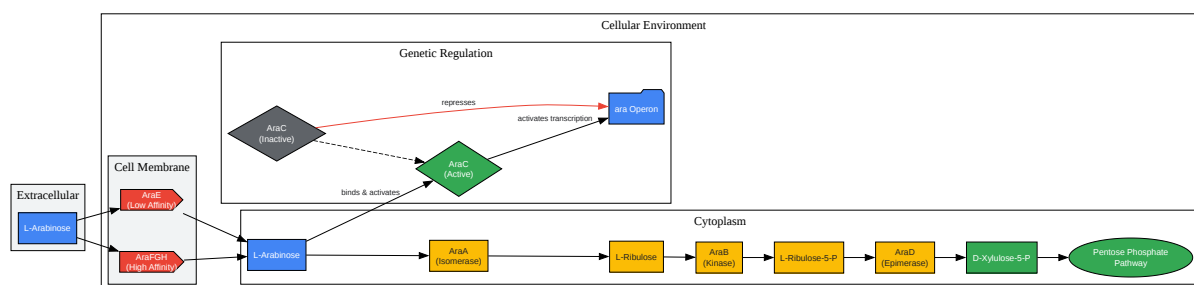 Cellular Environment
Genetic Regulation
represses
AraC
(Inactive)
ara Operon
activates transcription
AraC
(Active)
binds & activates
Cell Membrane
AraE
(Low Affinity)
AraFGH
(High Affinity)
Extracellular
L-Arabinose
Cytoplasm
L-Arabinose
AraA
(Isomerase)
L-Ribulose
AraB
(Kinase)
L-Ribulose-5-P
AraD
(Epimerase)
D-Xylulose-5-P
Pentose Phosphate
Pathway